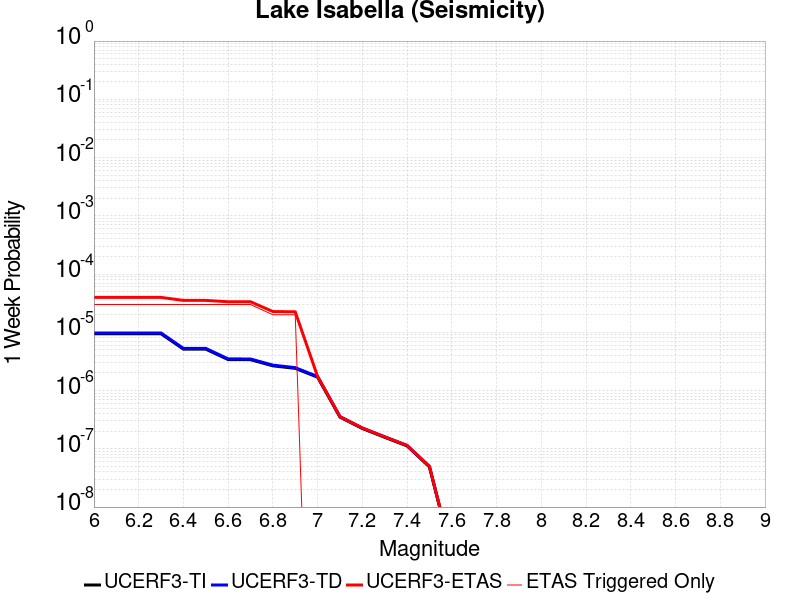 Lake Isabella (Seismicity)
10^0
10^-1
10^-2
10^-3
10^-4
10^-5
10^-6
10^-7
10^-8
1 Week Probability
6 6.2 6.4 6.6 6.8 7 7.2 7.4 7.6 7.8 8 8.2 8.4 8.6 8.8 9
Magnitude
UCERF3-TI UCERF3-TD UCERF3-ETAS ETAS Triggered Only